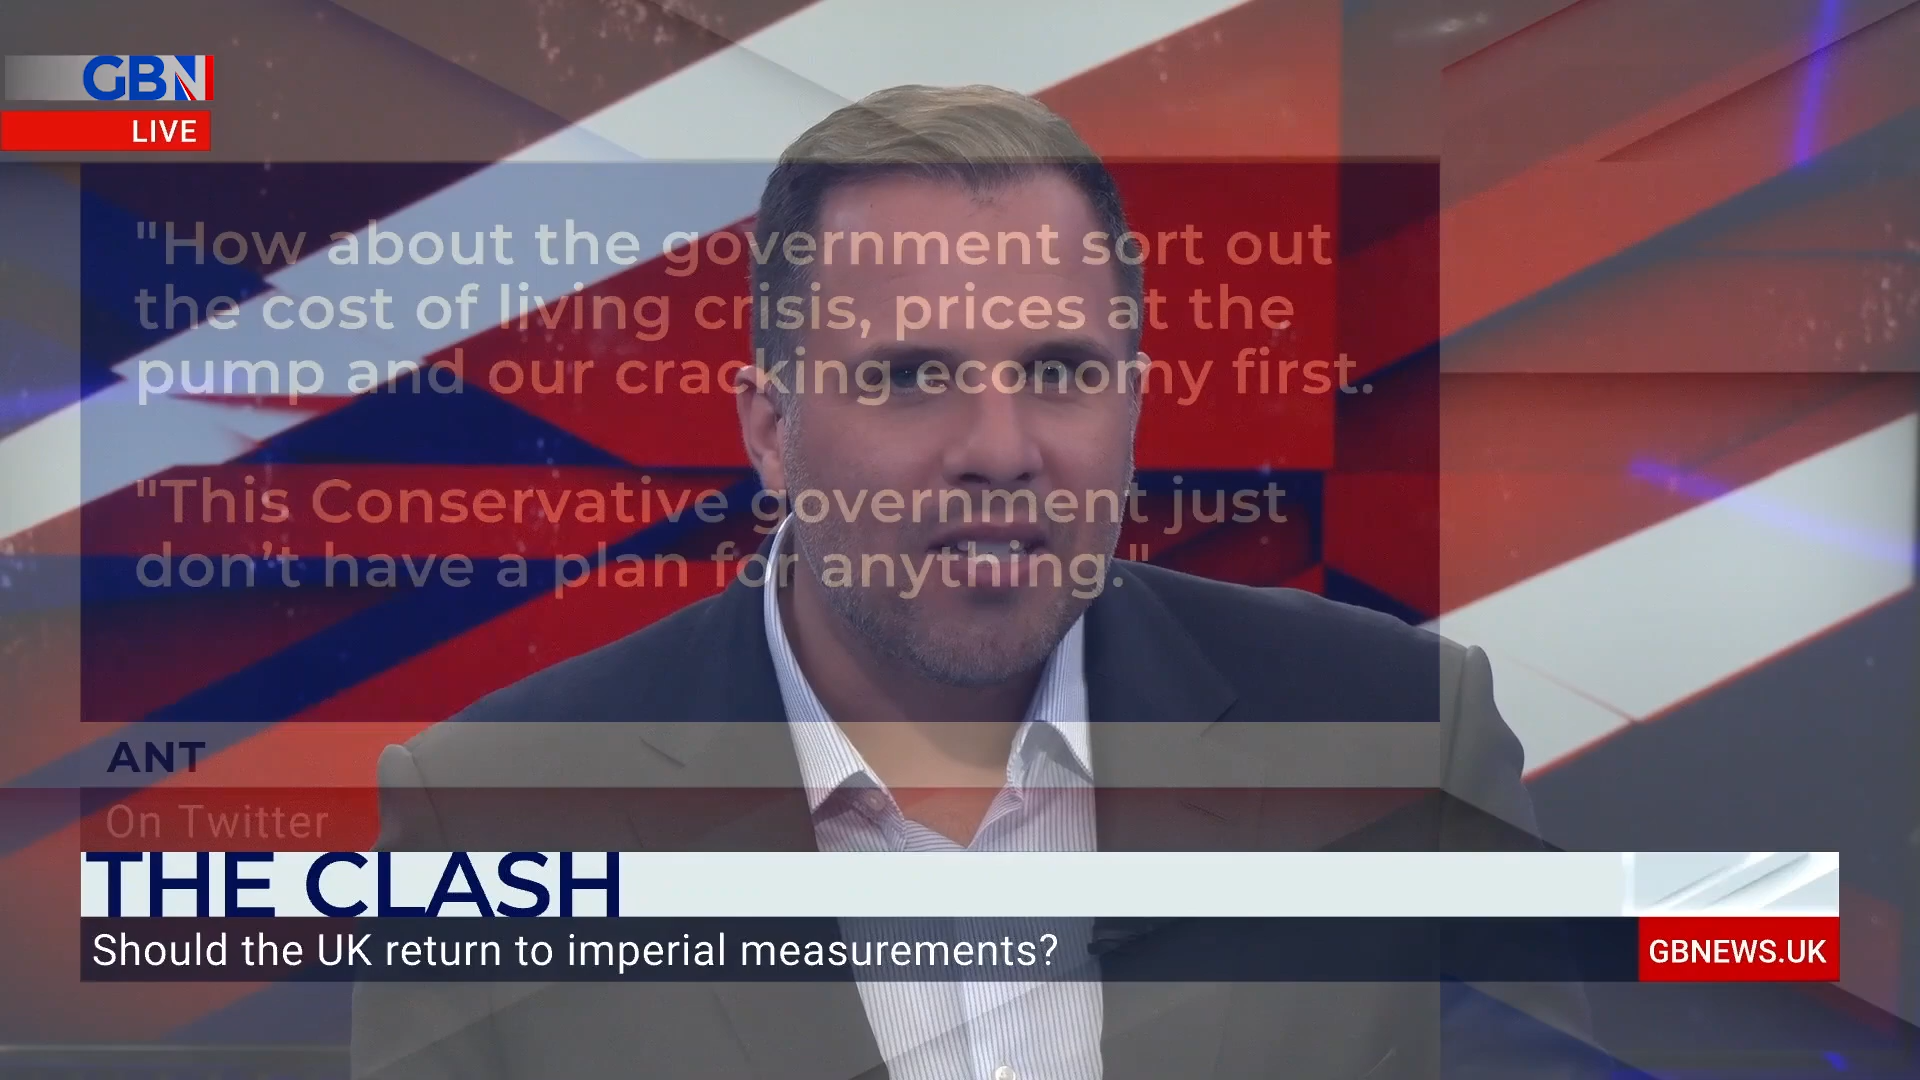 GBN
LIVE
"How about the government sort out
the cost of living crisis, prices at the
pump and our cracking economy first.
"This Conservative government just
don't have a plan for anything."
ANT
On Twitter
THE CLASH
Should the UK return to imperial measurements?
GBNEWS.UK